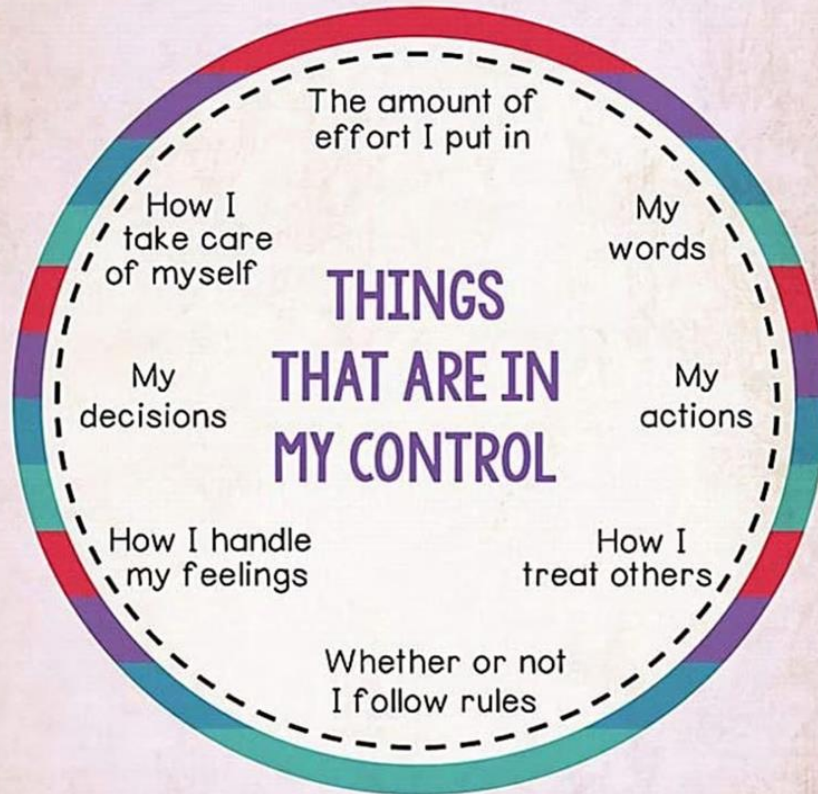 The amount of
effort I put in
My
words
My
actions
How I
treat others
Whether or not
I follow rules
How I handle
my feelings
My
decisions
How I
take care
of myself
THINGS
THAT ARE IN
MY CONTROL